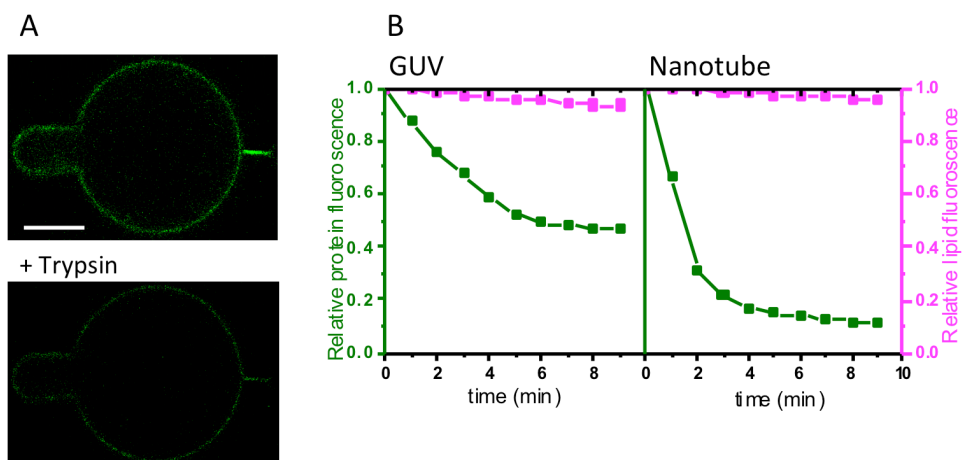 A
B
GUV
Nanotube
+ Trypsin
Relative protein fluoroscence
1.0
0.8
0.6
0.4
0.2
0.0
0 2 4 6 8
time (min)
0 2 4 6 8 10
time (min)
1.0
0.8
0.6
0.4
0.2
0.0
Relative lipid fluoroscence